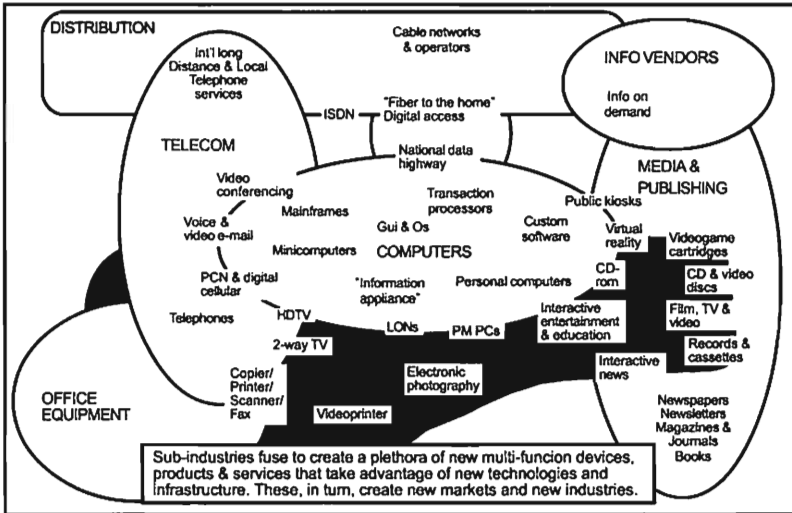 DISTRIBUTION
Cable networks
& operators
Int'l long
Distance & Local
Telephone
services
INFO VENDORS
Info on
demand
ISDN
"Fiber to the home"
Digital access
TELECOM
National data
highway
MEDIA &
PUBLISHING
Video
conferencing
Mainframes
Transaction
processors
Public kiosks
Voice &
video e-mail
Gui & Os
Custom
software
Virtual
reality
Videogame
cartridges
Minicomputers
COMPUTERS
PCN & digital
cellular
"Information
appliance"
Personal computers
CD-
rom
CD & video
discs
Telephones
HDTV
LONs
PM PCs
Interactive
entertainment
& education
Film, TV &
video
2-way TV
Records &
cassettes
Copier/
Printer/
Scanner/
Fax
Electronic
photography
Interactive
news
OFFICE
EQUIPMENT
Videoprinter
Newspapers
Newsletters
Magazines &
Journals
Books
Sub-industries fuse to create a plethora of new multi-funcion devices,
products & services that take advantage of new technologies and
infrastructure. These, in turn, create new markets and new industries.